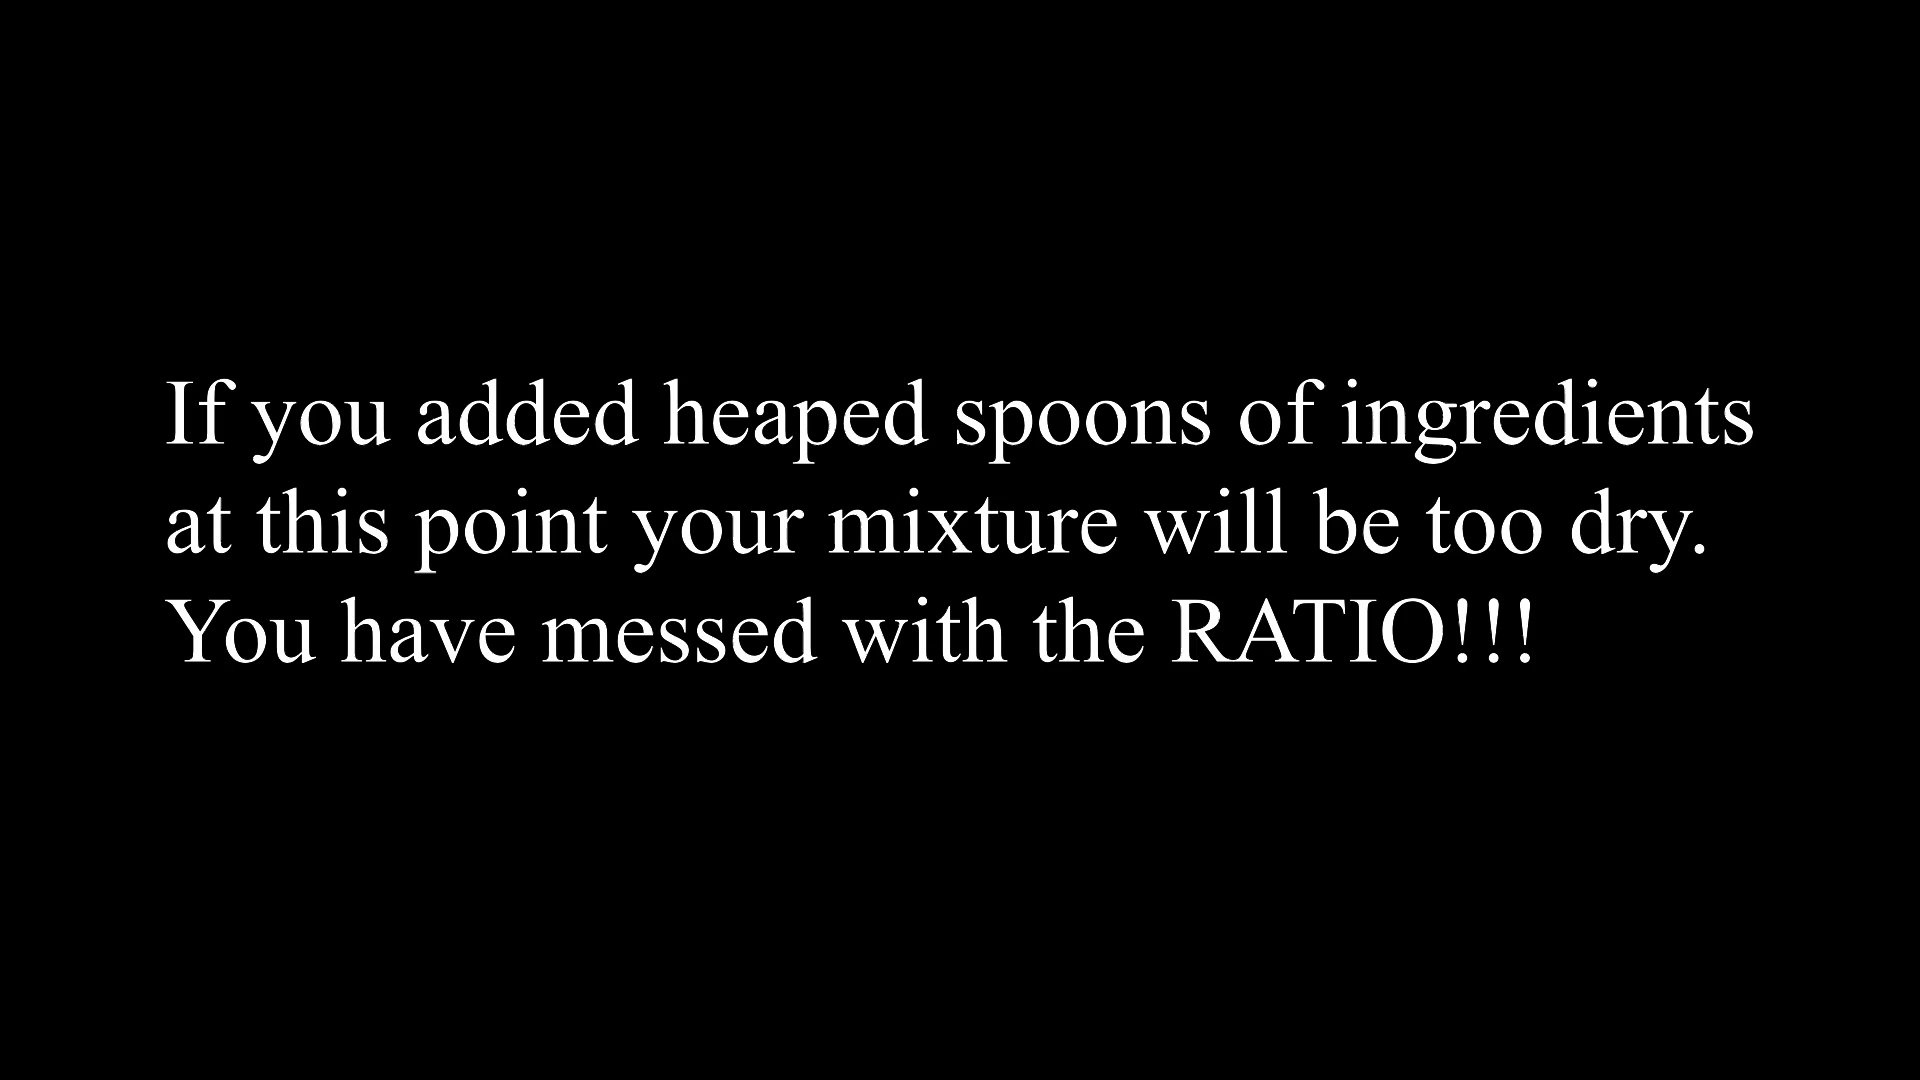 If you added heaped spoons of ingredients
at this point your mixture will be too dry.
You have messed with the RATIO!!!